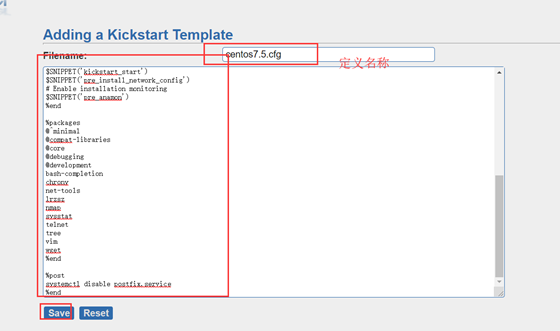 Adding a Kickstart Template
Filename:
centos7.5.cfg
定义名称
$SNIPPET('kickstart_start')
$SNIPPET('pre_install_network_config')
# Enable installation monitoring
$SNIPPET('pre_anamon')
%end

%packages
@^minimal
@compat-libraries
@core
@debugging
@development
bash-completion
chrony
net-tools
lrzsz
nmap
sysstat
telnet
tree
vim
wget
%end

%post
systemctl disable postfix.service
%end
Save
Reset